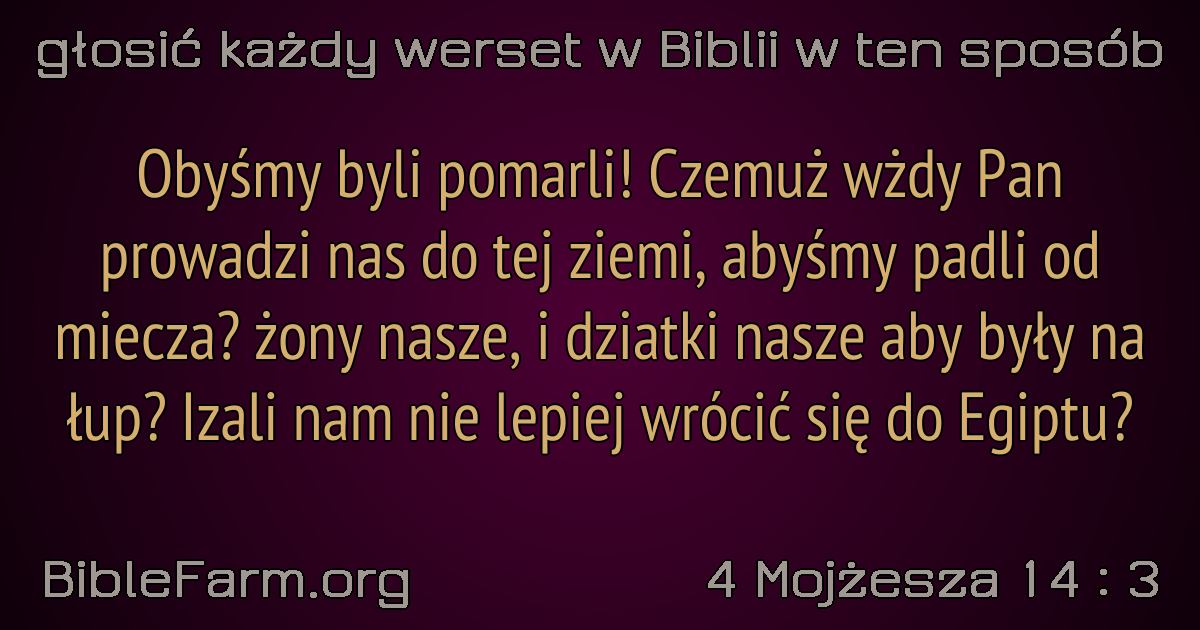 głosić każdy werset w Biblii w ten sposób
Obyśmy byli pomarli! Czemuż wżdy Pan
prowadzi nas do tej ziemi, abyśmy padli od
miecza? żony nasze, i dziatki nasze aby były na
łup? Izali nam nie lepiej wrócić się do Egiptu?
BibleFarm.org
4 Mojżesza 14 : 3